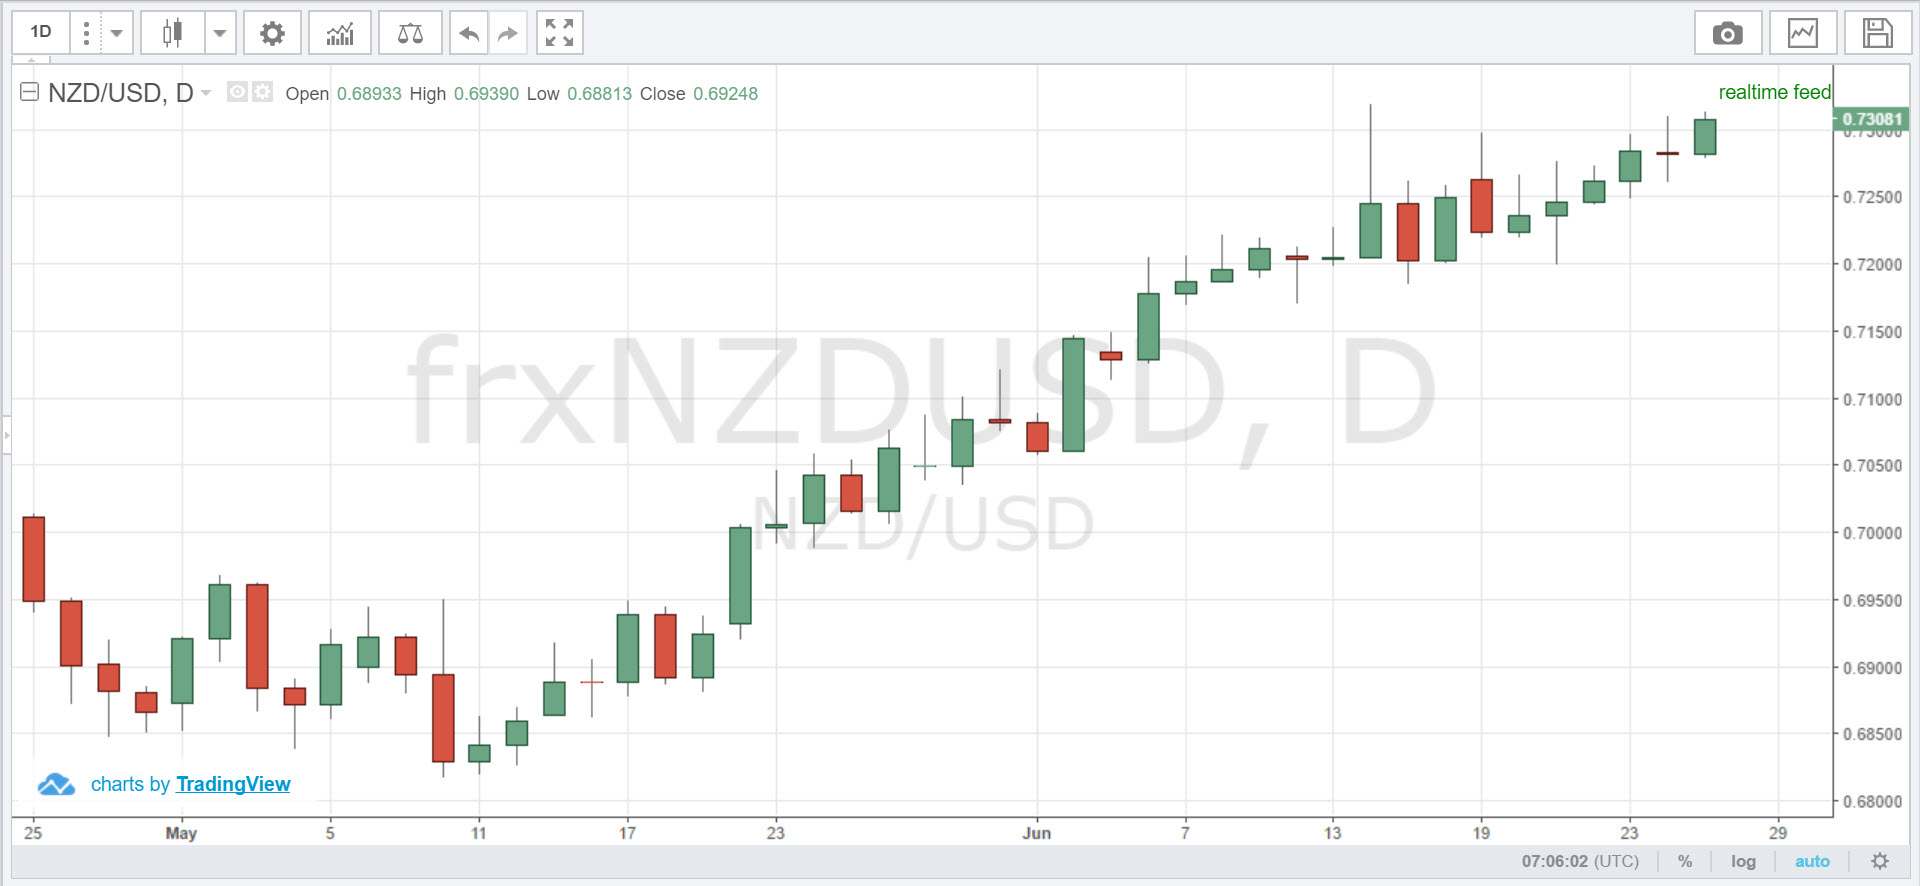 1D
NZD/USD, D Open 0.68933 High 0.69390 Low 0.68813 Close 0.69248
realtime feed
0.73081
0.73000
0.72500
0.72000
0.71500
frxNZDUSD, D
0.71000
0.70500
NZD/USD
0.70000
0.69500
0.69000
0.68500
charts by TradingView
0.68000
25 May 5 11 17 23 Jun 7 13 19 23 29
07:06:02 (UTC) % log auto